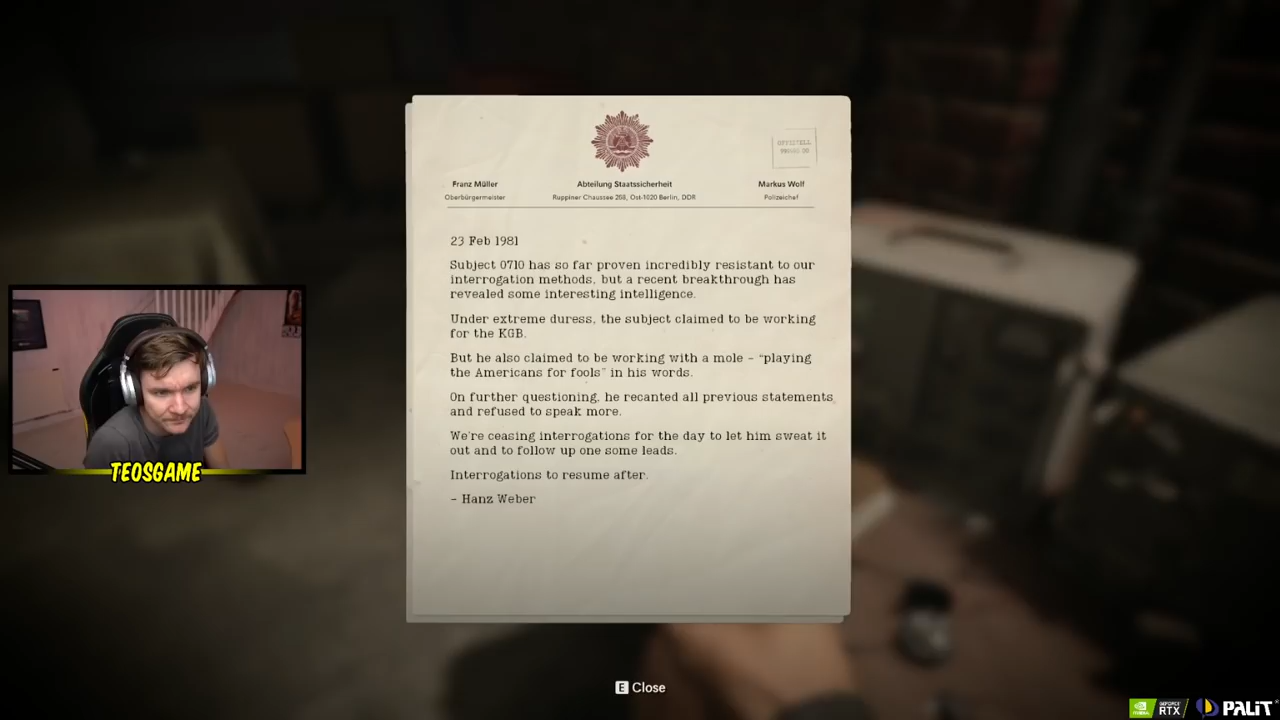 OFFIZIELL
Franz Müller
Abteilung Staatssicherheit
Markus Wolf
Oberbürgermeister
Ruppiner Chaussee 268, Ost-1020 Berlin, DDR
Polizeichef
23 Feb 1981
Subject 0710 has so far proven incredibly resistant to our
interrogation methods, but a recent breakthrough has
revealed some interesting intelligence.
Under extreme duress, the subject claimed to be working
for the KGB.
But he also claimed to be working with a mole - “playing
the Americans for fools” in his words.
On further questioning, he recanted all previous statements
and refused to speak more.
We're ceasing interrogations for the day to let him sweat it
out and to follow up one some leads.
Interrogations to resume after.
- Hanz Weber
TEOSGAME
E Close
NVIDIA
GEFORCE
RTX
PALIT